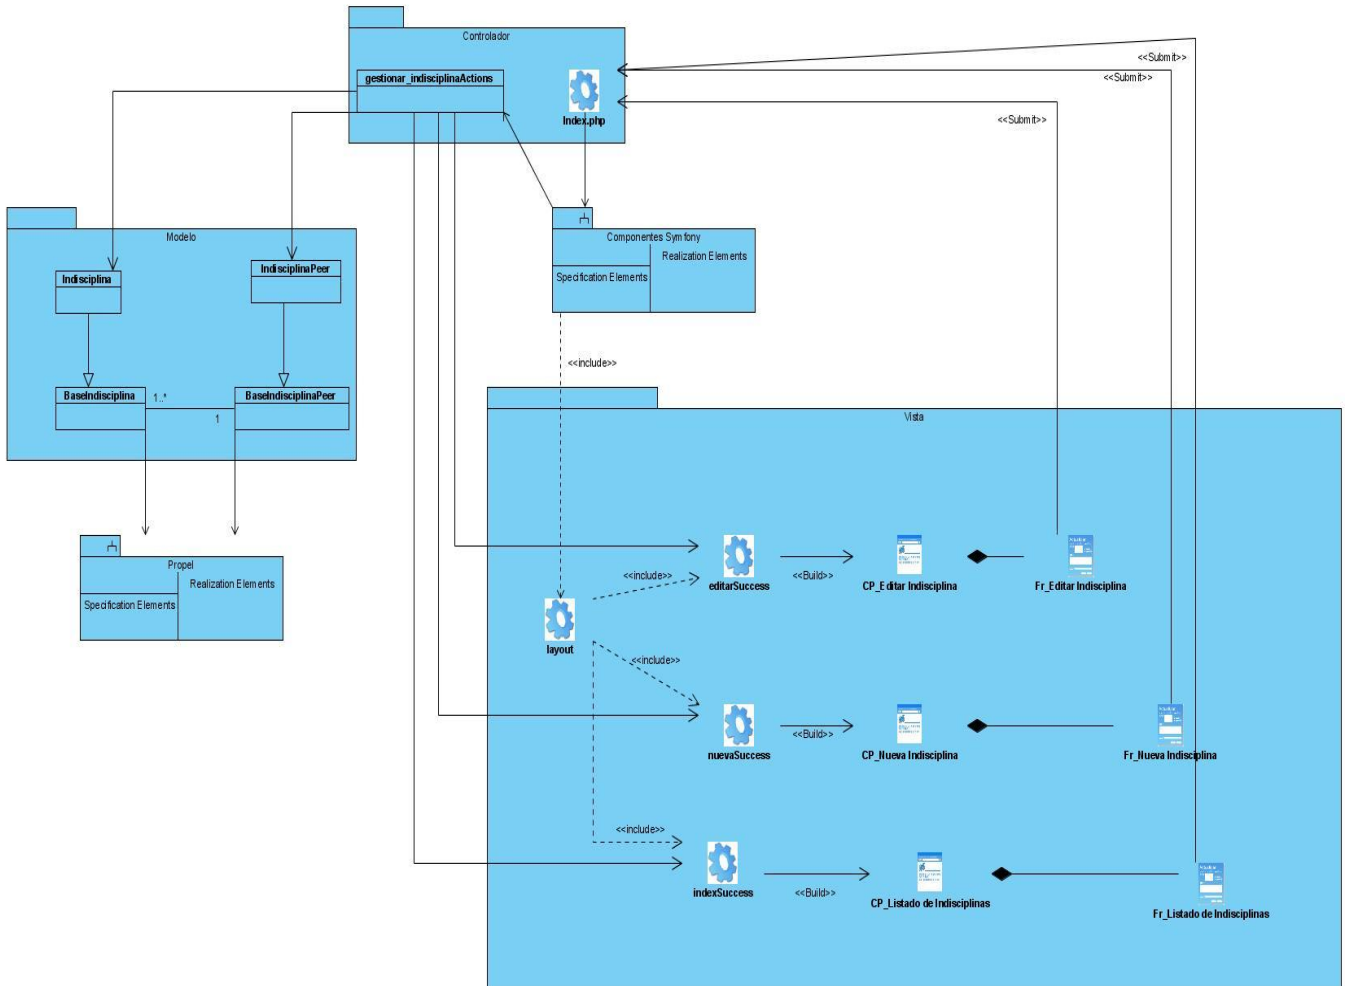 Controlador
gestionar_indisciplinaActions
Index.php
<<Submit>>
<<Submit>>
<<Submit>>
Modelo
Indisciplina
IndisciplinaPeer
BaseIndisciplina
1..*
1
BaseIndisciplinaPeer
Componentes Symfony
Specification Elements
Realization Elements
<<include>>
Propel
Specification Elements
Realization Elements
Vista
layout
<<include>>
editarSuccess
<<Build>>
CP_Editar Indisciplina
Fr_Editar Indisciplina
<<include>>
nuevaSuccess
<<Build>>
CP_Nueva Indisciplina
Fr_Nueva Indisciplina
<<include>>
indexSuccess
<<Build>>
CP_Listado de Indisciplinas
Fr_Listado de Indisciplinas